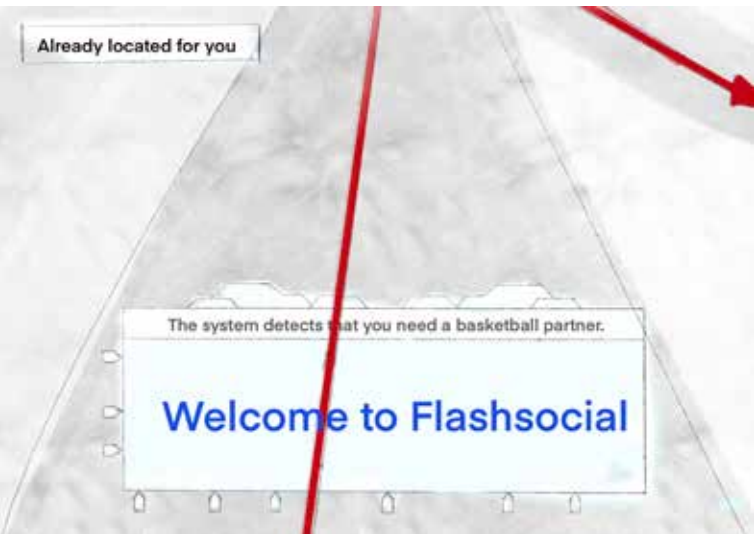 Already located for you
The system detects that you need a basketball partner.
Welcome to Flashsocial